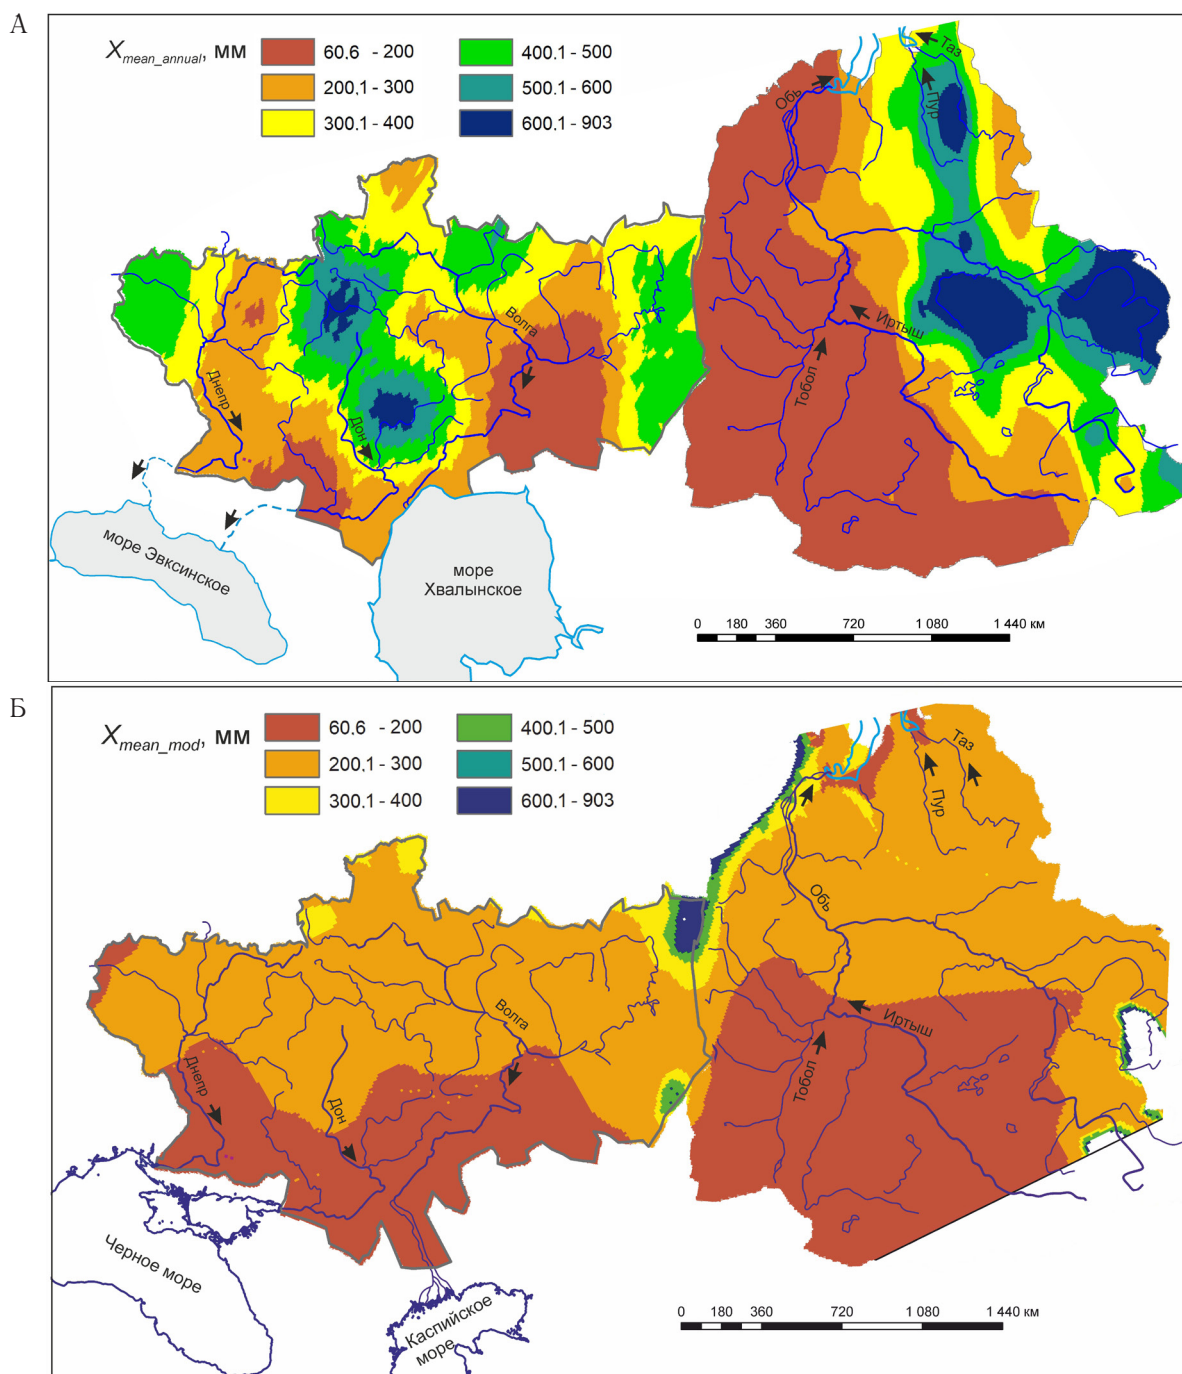 А
X mean_annual, мм
60.6 - 200
200.1 - 300
300.1 - 400
400.1 - 500
500.1 - 600
600.1 - 903
Таз
Обь
Пур
Волга
Иртыш
Днепр
Тобол
Дон
море Эвксинское
море
Хвалынское
0 180 360 720 1 080 1 440 км
Б
X mean_mod, мм
60.6 - 200
200.1 - 300
300.1 - 400
400.1 - 500
500.1 - 600
600.1 - 903
Таз
Пур
Обь
Волга
Иртыш
Днепр
Тобол
Дон
Черное море
Каспийское
море
0 180 360 720 1 080 1 440 км